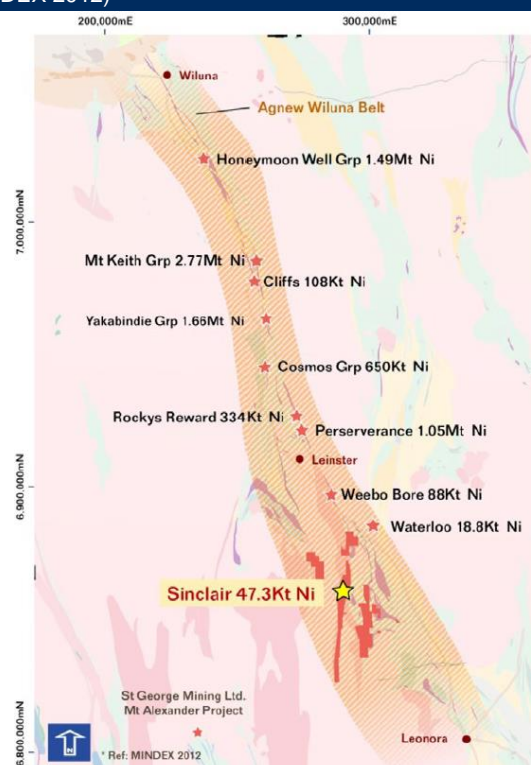 DEX 2012)
200,000mE
300,000mE
Wiluna
Agnew Wiluna Belt
Honeymoon Well Grp 1.49Mt Ni
7,000,000mN
Mt Keith Grp 2.77Mt Ni
Cliffs 108Kt Ni
Yakabindie Grp 1.66Mt Ni
Cosmos Grp 650Kt Ni
Rockys Reward 334Kt Ni
Perserverance 1.05Mt Ni
Leinster
6,900,000mN
Weebo Bore 88Kt Ni
Waterloo 18.8Kt Ni
Sinclair 47.3Kt Ni
St George Mining Ltd.
Mt Alexander Project
6,800,000mN
Leonora
N
* Ref: MINDEX 2012